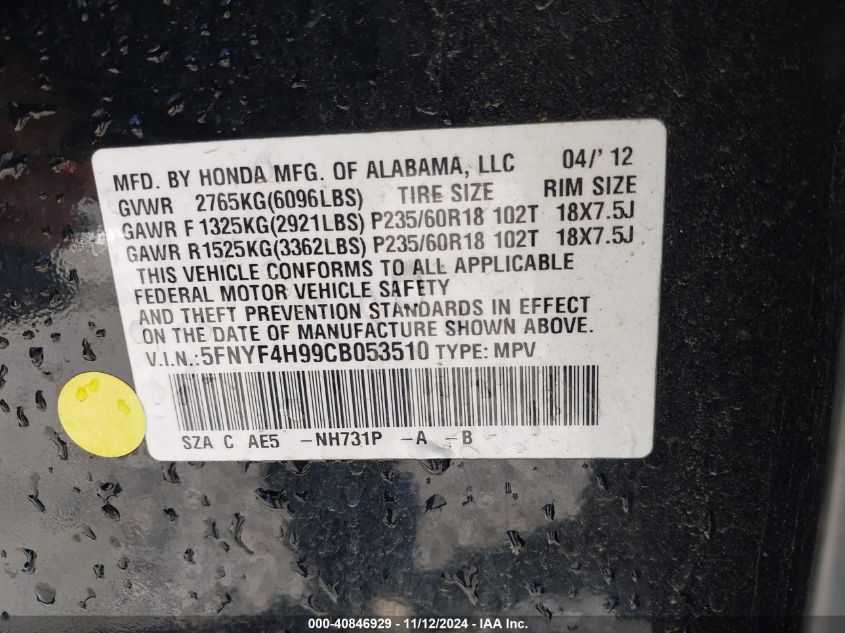 MFD. BY HONDA MFG. OF ALABAMA, LLC 04/' 12
GVWR 2765KG(6096LBS) TIRE SIZE RIM SIZE
GAWR F 1325KG(2921LBS) P235/60R18 102T 18X7.5J
GAWR R1525KG(3362LBS) P235/60R18 102T 18X7.5J
THIS VEHICLE CONFORMS TO ALL APPLICABLE
FEDERAL MOTOR VEHICLE SAFETY
AND THEFT PREVENTION STANDARDS IN EFFECT
ON THE DATE OF MANUFACTURE SHOWN ABOVE.
V.I.N.:5FNYF4H99CB053510 TYPE: MPV
SZA C AE5 -NH731P -A -B
000-40846929 - 11/12/2024 - IAA Inc.